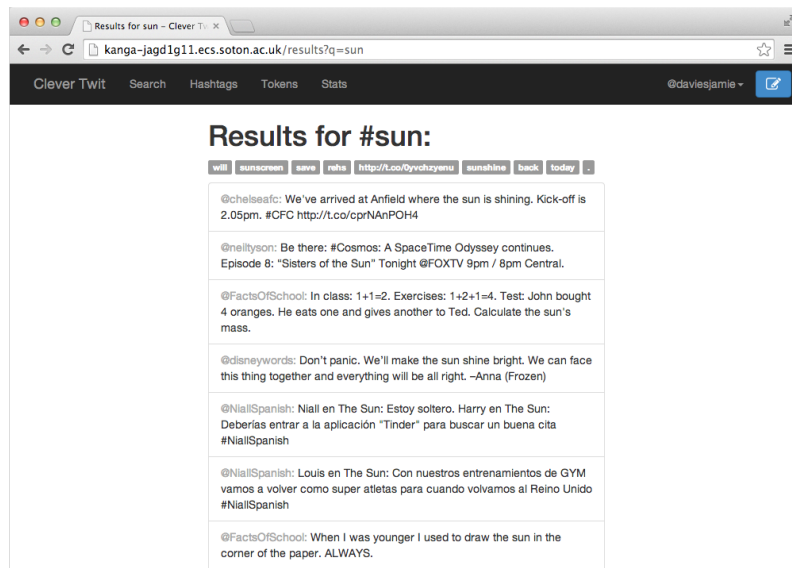 Results for sun – Clever Tw
kanga-jagd1g11.ecs.soton.ac.uk/results?q=sun
Clever Twit Search Hashtags Tokens Stats @daviesjamie
Results for #sun:
will sunscreen save rehs http://t.co/0yvchzyenu sunshine back today .
@chelseafc: We've arrived at Anfield where the sun is shining. Kick-off is
2.05pm. #CFC http://t.co/cprNAnPOH4
@neiltyson: Be there: #Cosmos: A SpaceTime Odyssey continues.
Episode 8: "Sisters of the Sun" Tonight @FOXTV 9pm / 8pm Central.
@FactsOfSchool: In class: 1+1=2. Exercises: 1+2+1=4. Test: John bought
4 oranges. He eats one and gives another to Ted. Calculate the sun's
mass.
@disneywords: Don't panic. We'll make the sun shine bright. We can face
this thing together and everything will be all right. –Anna (Frozen)
@NiallSpanish: Niall en The Sun: Estoy soltero. Harry en The Sun:
Deberías entrar a la aplicación "Tinder" para buscar un buena cita
#NiallSpanish
@NiallSpanish: Louis en The Sun: Con nuestros entrenamientos de GYM
vamos a volver como super atletas para cuando volvamos al Reino Unido
#NiallSpanish
@FactsOfSchool: When I was younger I used to draw the sun in the
corner of the paper. ALWAYS.